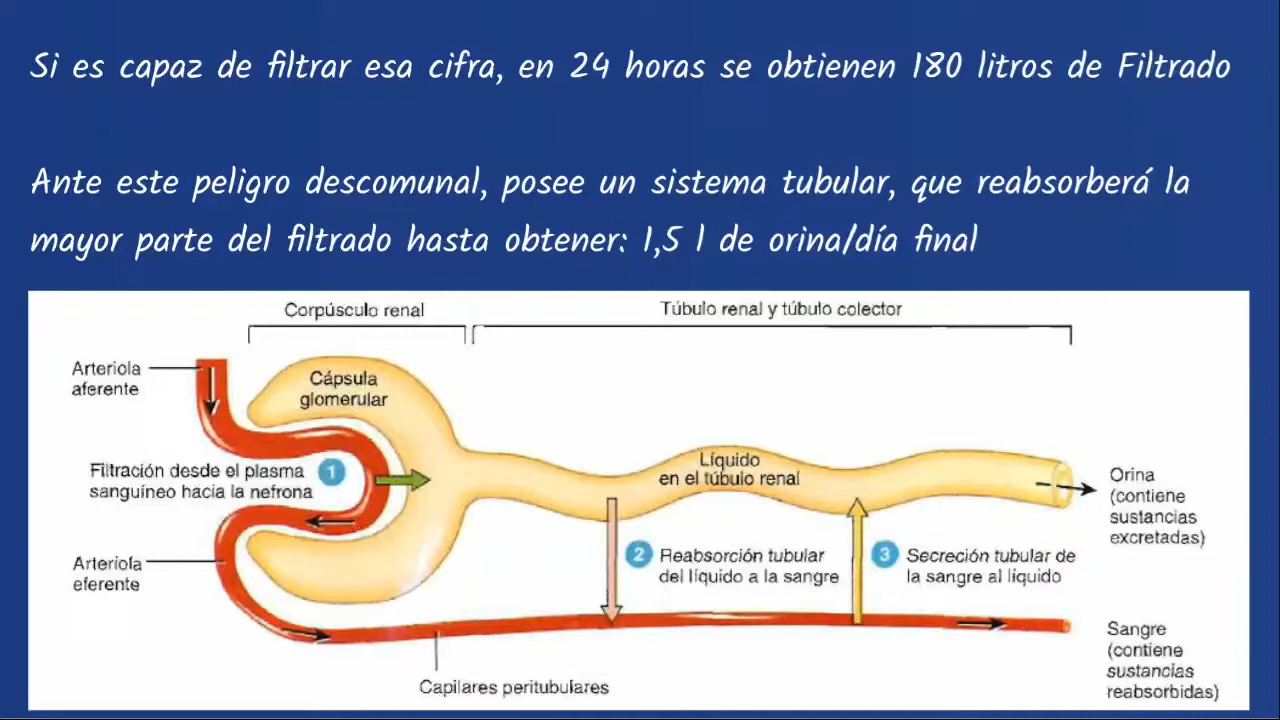 Si es capaz de filtrar esa cifra, en 24 horas se obtienen 180 litros de Filtrado
Ante este peligro descomunal, posee un sistema tubular, que reabsorberá la
mayor parte del filtrado hasta obtener: 1,5 l de orina/día final
Corpúsculo renal
Túbulo renal y túbulo colector
Arteriola
aferente
Cápsula
glomerular
Filtración desde el plasma
sanguíneo hacia la nefrona
1
Líquido
en el túbulo renal
Orina
(contiene
sustancias
excretadas)
Arteriola
eferente
2
Reabsorción tubular
del líquido a la sangre
3
Secreción tubular de
la sangre al líquido
Sangre
(contiene
sustancias
reabsorbidas)
Capilares peritubulares